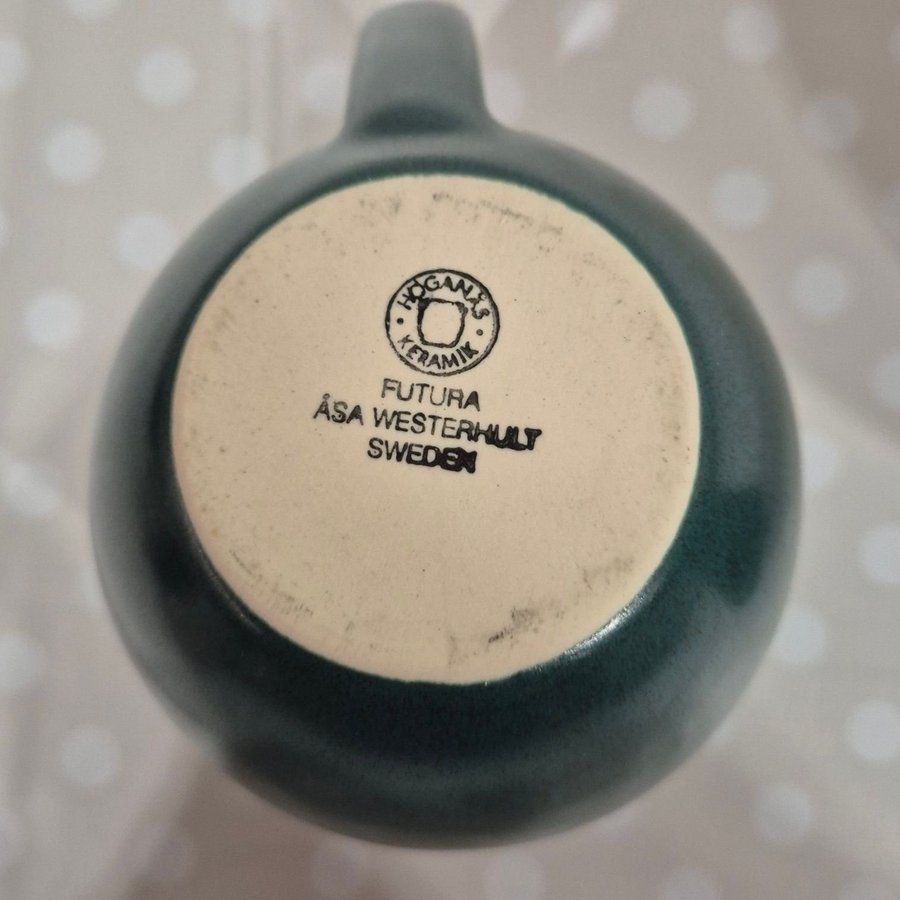 HÖGANÄS
KERAMIK
FUTURA
ÅSA WESTERHULT
SWEDEN